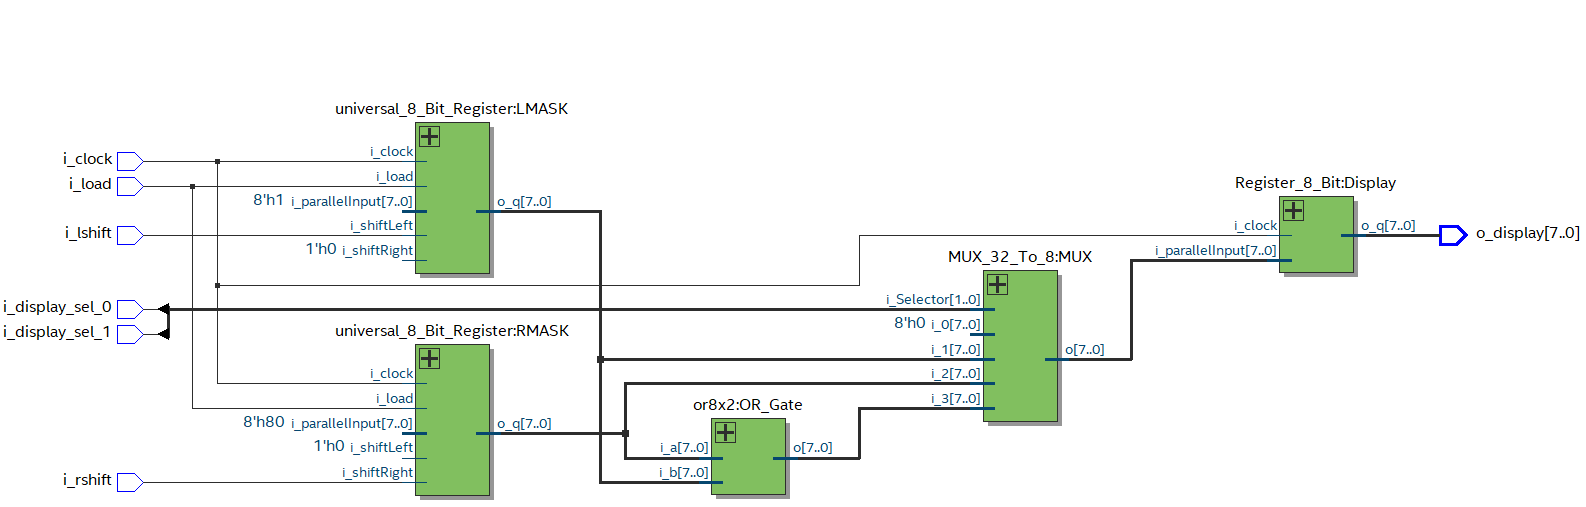 universal_8_Bit_Register:LMASK
i_clock
i_load
i_lshift
i_display_sel_0
i_display_sel_1
i_rshift
i_clock
i_load
8'h1 i_parallelInput[7..0]
i_shiftLeft
1'h0 i_shiftRight
o_q[7..0]
universal_8_Bit_Register:RMASK
i_clock
i_load
8'h80 i_parallelInput[7..0]
1'h0 i_shiftLeft
i_shiftRight
o_q[7..0]
or8x2:OR_Gate
i_a[7..0]
i_b[7..0]
o[7..0]
MUX_32_To_8:MUX
i_Selector[1..0]
8'h0 i_0[7..0]
i_1[7..0]
i_2[7..0]
i_3[7..0]
o[7..0]
Register_8_Bit:Display
i_clock
i_parallelInput[7..0]
o_q[7..0]
o_display[7..0]